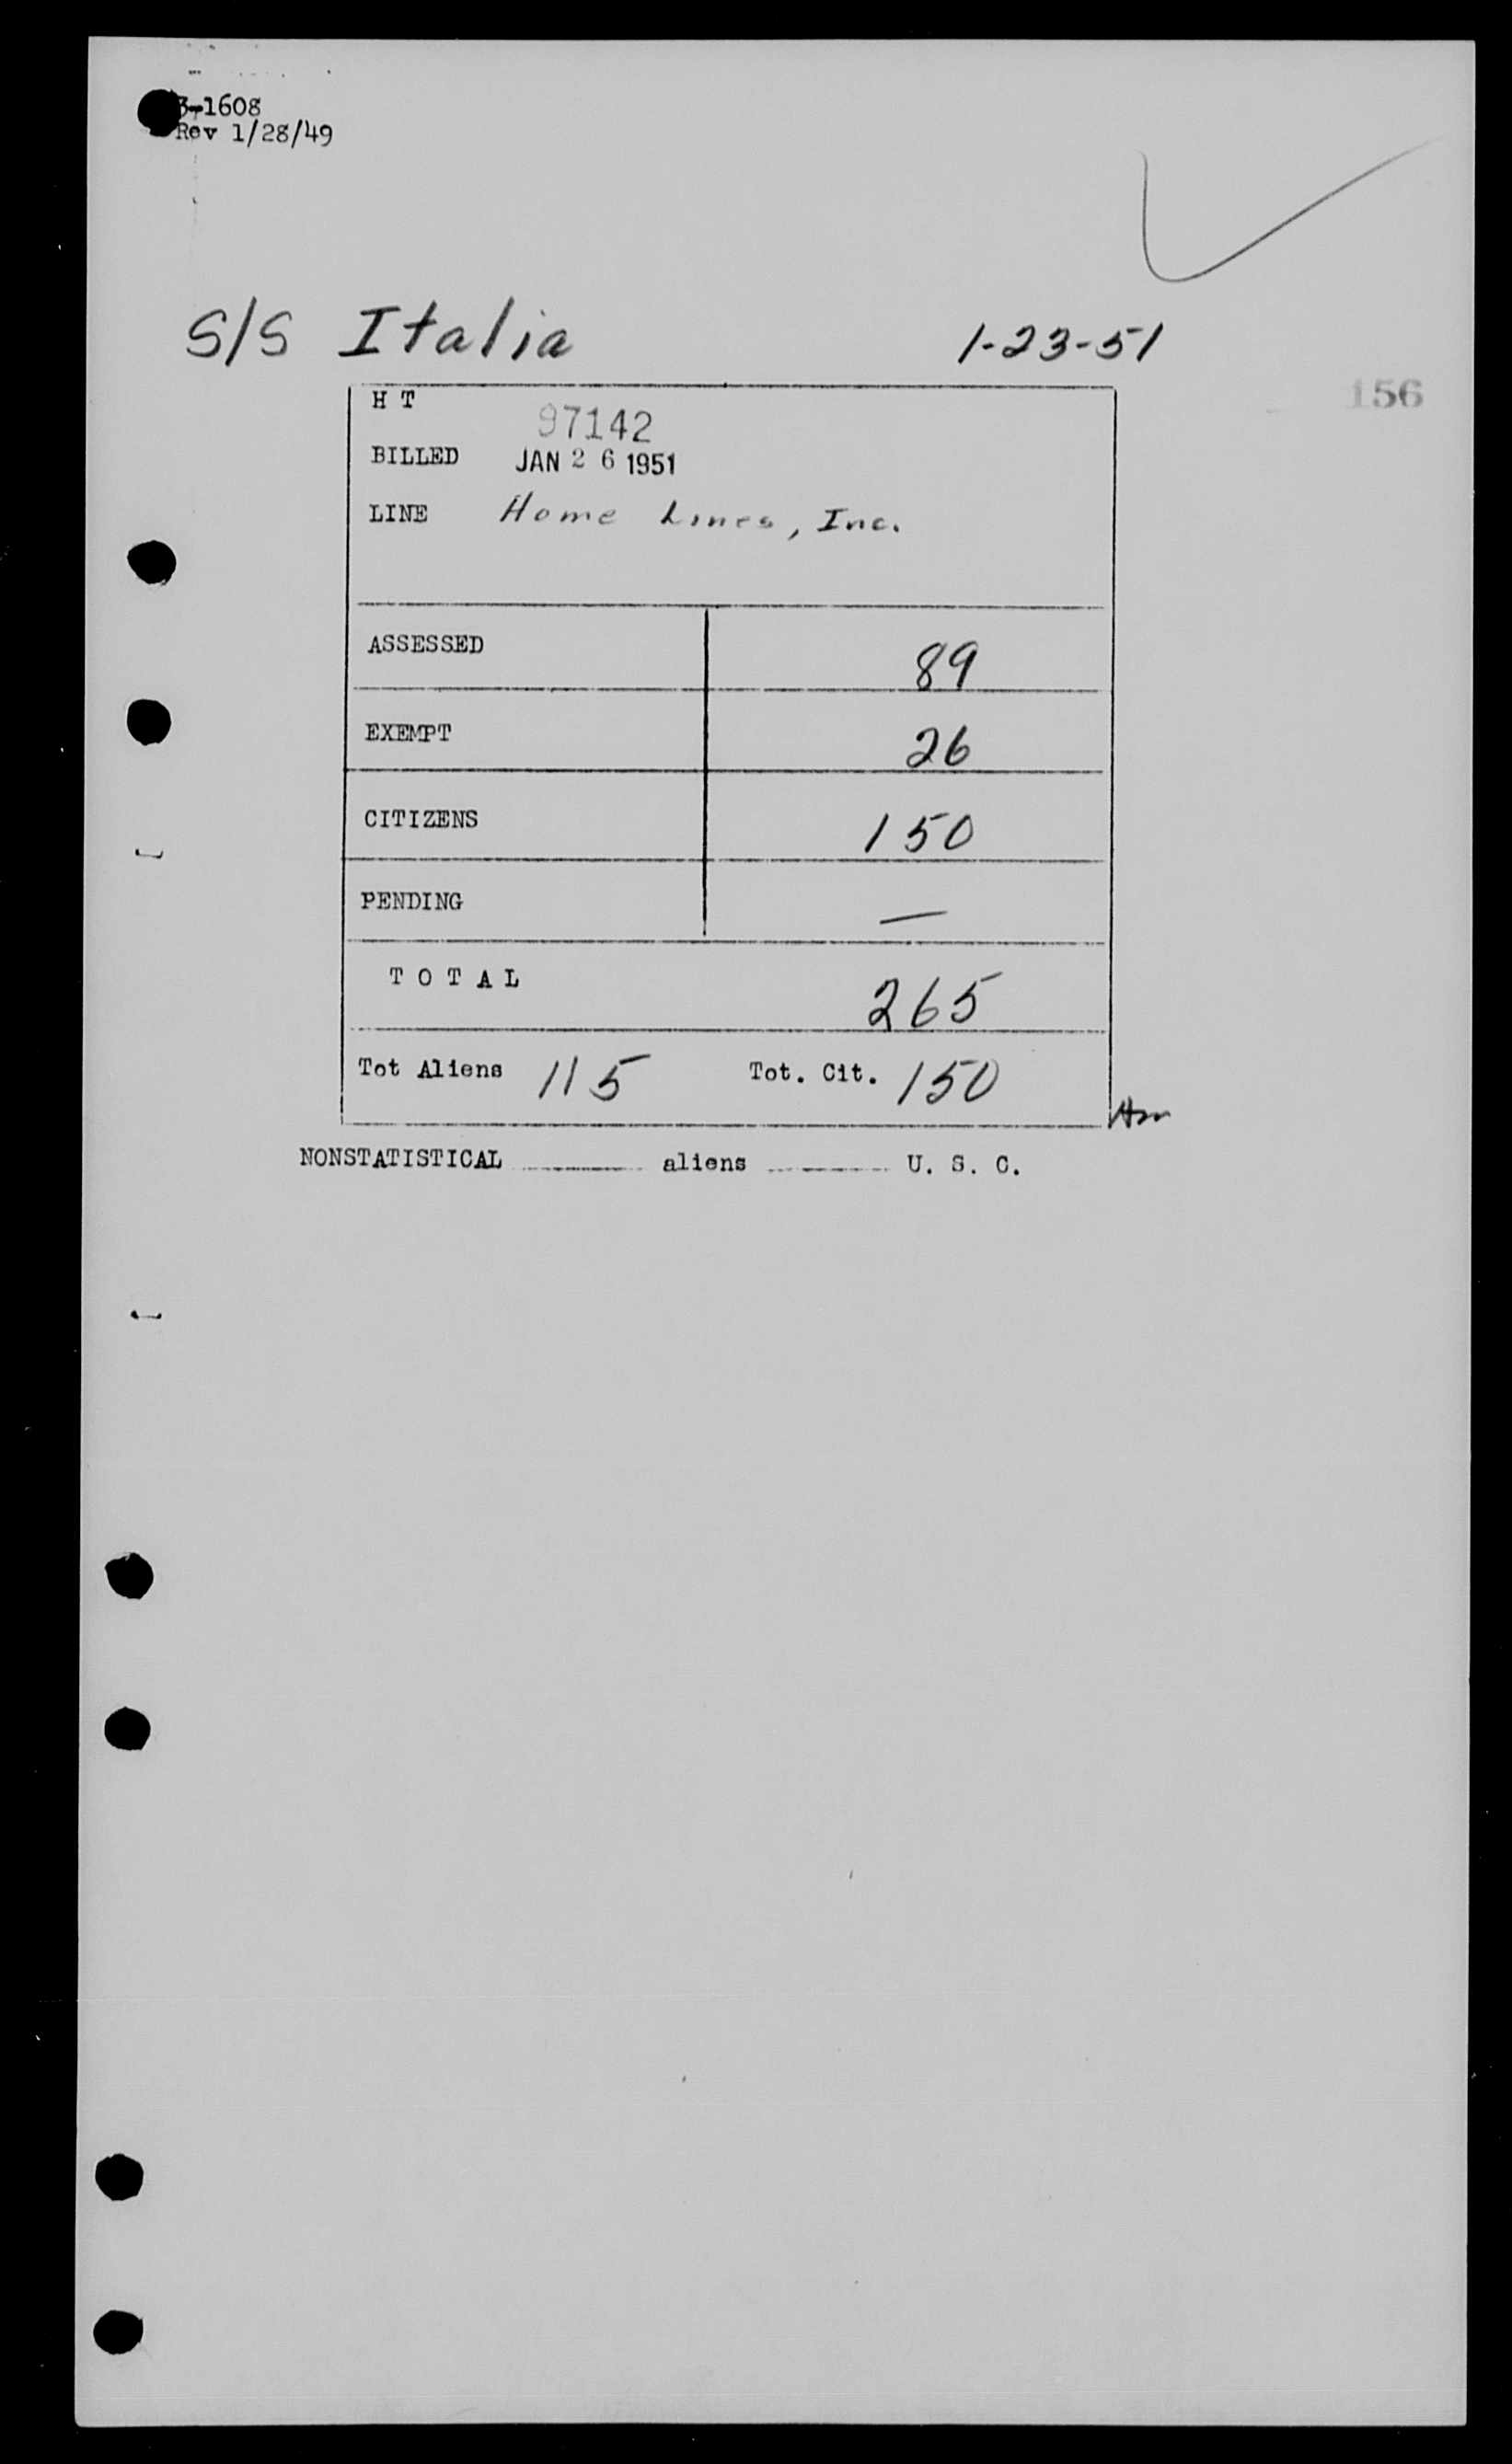 3-1608
Rev 1/28/49
S/S Italia 1-23-51
156
H T 97142
BILLED JAN 26 1951
LINE Home Lines, Inc.
ASSESSED 89
EXEMPT 26
CITIZENS 150
PENDING —
T O T A L 265
Tot Aliens 115 Tot. Cit. 150
NONSTATISTICAL aliens U. S. C.